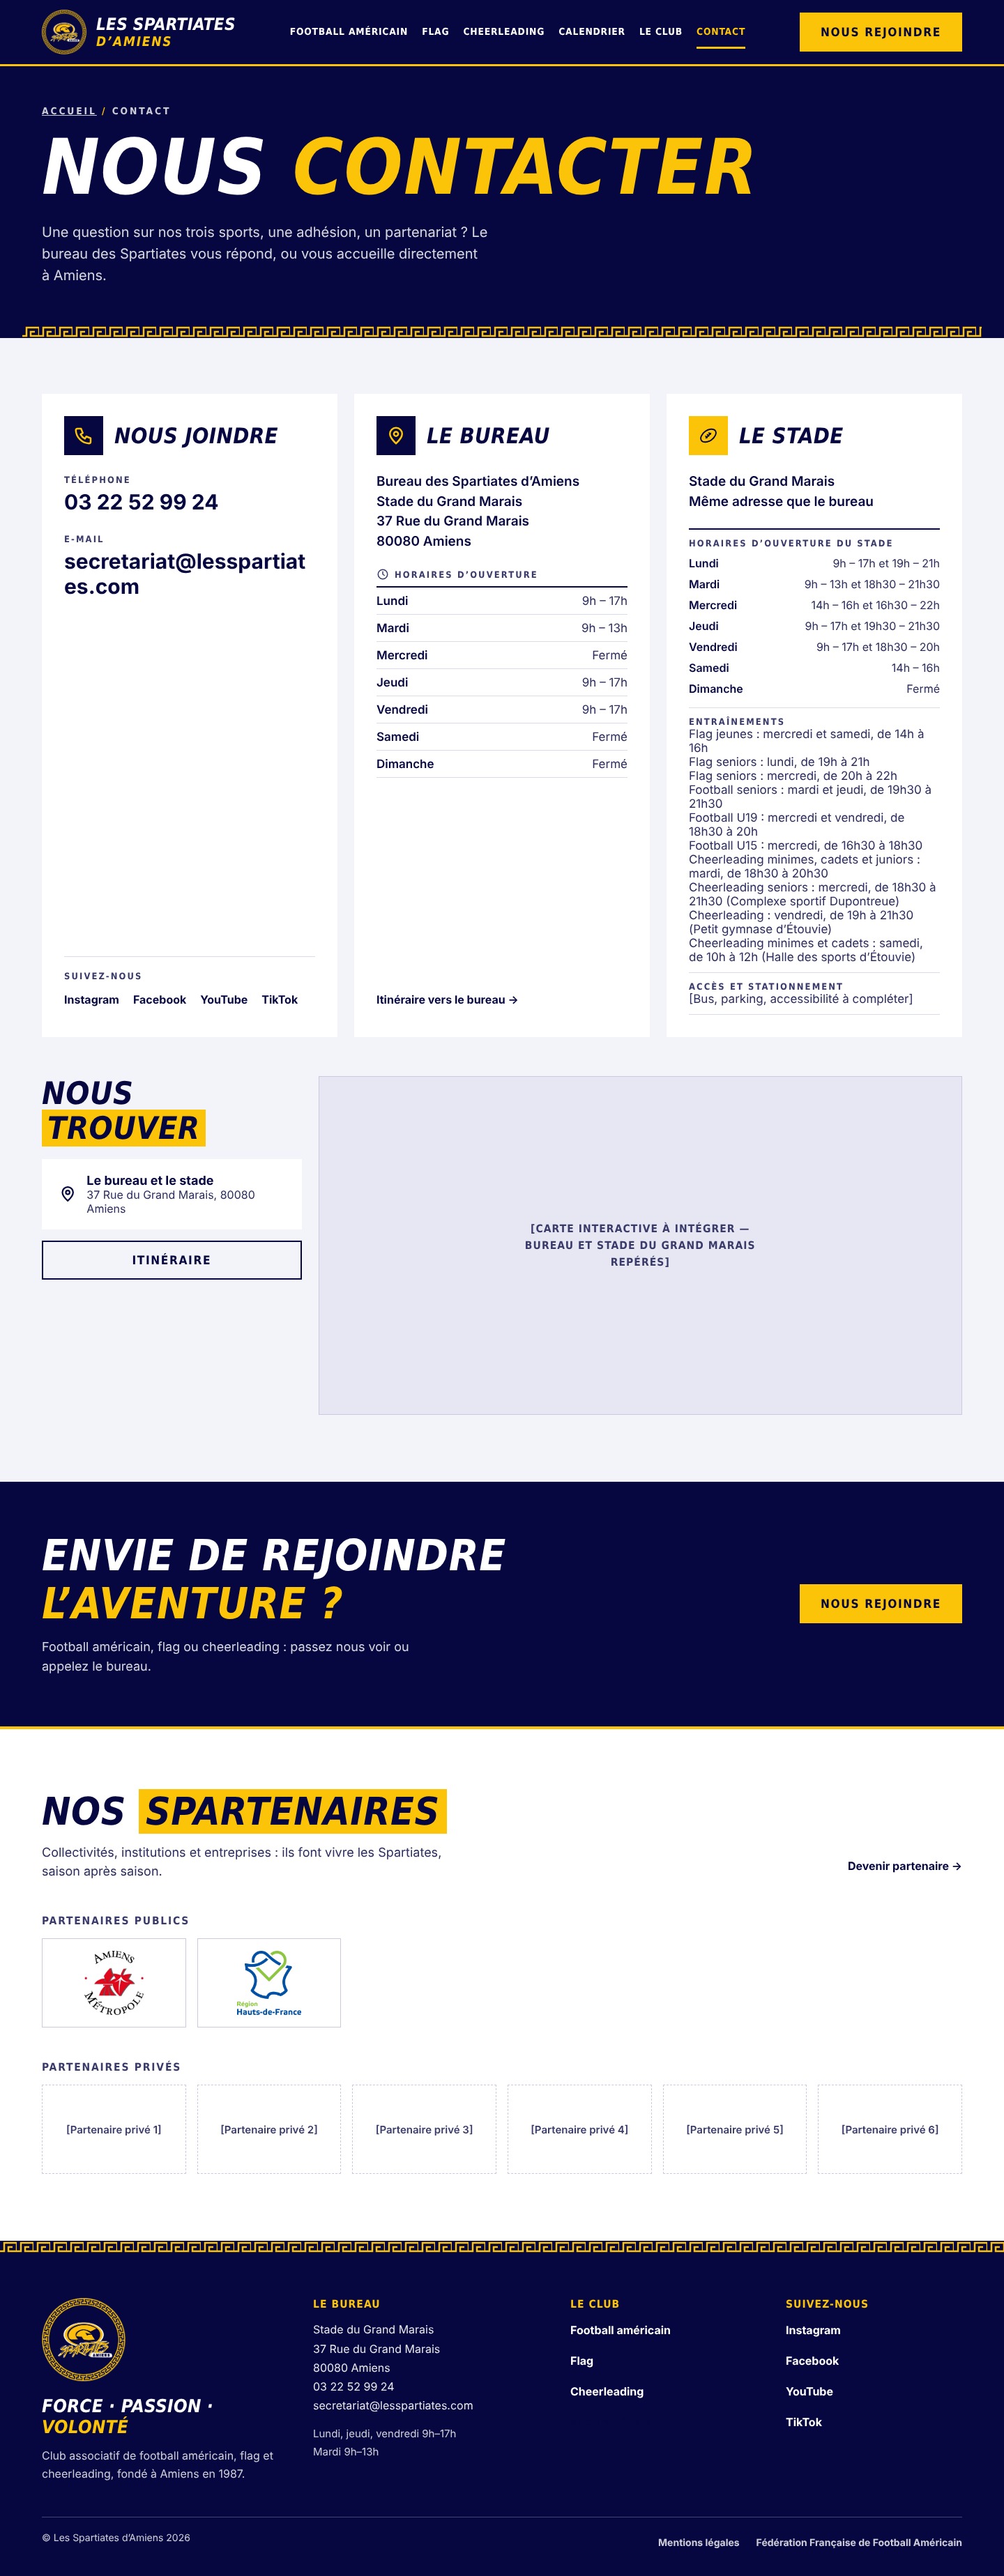 LES SPARTIATES
D’AMIENS
FOOTBALL AMÉRICAIN
FLAG
CHEERLEADING
CALENDRIER
LE CLUB
CONTACT
NOUS REJOINDRE
ACCUEIL / CONTACT
NOUS CONTACTER
Une question sur nos trois sports, une adhésion, un partenariat ? Le
bureau des Spartiates vous répond, ou vous accueille directement
à Amiens.
NOUS JOINDRE
TÉLÉPHONE
03 22 52 99 24
E-MAIL
secretariat@lesspartiat
es.com
SUIVEZ-NOUS
Instagram Facebook YouTube TikTok
LE BUREAU
Bureau des Spartiates d’Amiens
Stade du Grand Marais
37 Rue du Grand Marais
80080 Amiens
HORAIRES D’OUVERTURE
Lundi 9h – 17h
Mardi 9h – 13h
Mercredi Fermé
Jeudi 9h – 17h
Vendredi 9h – 17h
Samedi Fermé
Dimanche Fermé
Itinéraire vers le bureau →
LE STADE
Stade du Grand Marais
Même adresse que le bureau
HORAIRES D’OUVERTURE DU STADE
Lundi 9h – 17h et 19h – 21h
Mardi 9h – 13h et 18h30 – 21h30
Mercredi 14h – 16h et 16h30 – 22h
Jeudi 9h – 17h et 19h30 – 21h30
Vendredi 9h – 17h et 18h30 – 20h
Samedi 14h – 16h
Dimanche Fermé
ENTRAÎNEMENTS
Flag jeunes : mercredi et samedi, de 14h à
16h
Flag seniors : lundi, de 19h à 21h
Flag seniors : mercredi, de 20h à 22h
Football seniors : mardi et jeudi, de 19h30 à
21h30
Football U19 : mercredi et vendredi, de
18h30 à 20h
Football U15 : mercredi, de 16h30 à 18h30
Cheerleading minimes, cadets et juniors :
mardi, de 18h30 à 20h30
Cheerleading seniors : mercredi, de 18h30 à
21h30 (Complexe sportif Dupontreue)
Cheerleading : vendredi, de 19h à 21h30
(Petit gymnase d’Étouvie)
Cheerleading minimes et cadets : samedi,
de 10h à 12h (Halle des sports d’Étouvie)
ACCÈS ET STATIONNEMENT
[Bus, parking, accessibilité à compléter]
NOUS
TROUVER
Le bureau et le stade
37 Rue du Grand Marais, 80080
Amiens
ITINÉRAIRE
[CARTE INTERACTIVE À INTÉGRER —
BUREAU ET STADE DU GRAND MARAIS
REPÉRÉS]
ENVIE DE REJOINDRE
L’AVENTURE ?
Football américain, flag ou cheerleading : passez nous voir ou
appelez le bureau.
NOUS REJOINDRE
NOS SPARTENAIRES
Collectivités, institutions et entreprises : ils font vivre les Spartiates,
saison après saison.
Devenir partenaire →
PARTENAIRES PUBLICS
AMIENS
MÉTROPOLE
Région
Hauts-de-France
PARTENAIRES PRIVÉS
[Partenaire privé 1]
[Partenaire privé 2]
[Partenaire privé 3]
[Partenaire privé 4]
[Partenaire privé 5]
[Partenaire privé 6]
SPARTIATES
AMIENS
FORCE · PASSION ·
VOLONTÉ
Club associatif de football américain, flag et
cheerleading, fondé à Amiens en 1987.
LE BUREAU
Stade du Grand Marais
37 Rue du Grand Marais
80080 Amiens
03 22 52 99 24
secretariat@lesspartiates.com
Lundi, jeudi, vendredi 9h–17h
Mardi 9h–13h
LE CLUB
Football américain
Flag
Cheerleading
SUIVEZ-NOUS
Instagram
Facebook
YouTube
TikTok
© Les Spartiates d’Amiens 2026
Mentions légales
Fédération Française de Football Américain